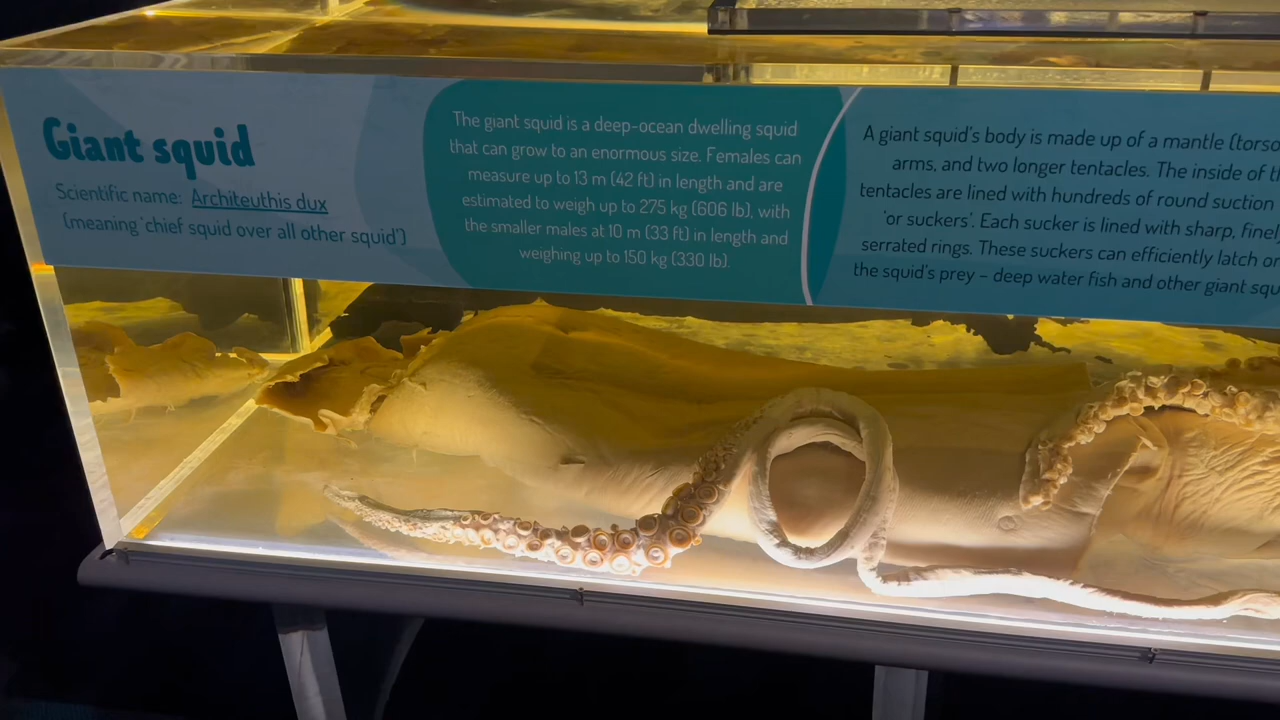 Giant squid
Scientific name: Architeuthis dux
(meaning 'chief squid over all other squid')
The giant squid is a deep-ocean dwelling squid
that can grow to an enormous size. Females can
measure up to 13 m (42 ft) in length and are
estimated to weigh up to 275 kg (606 lb), with
the smaller males at 10 m (33 ft) in length and
weighing up to 150 kg (330 lb).
A giant squid's body is made up of a mantle (torso
arms, and two longer tentacles. The inside of
tentacles are lined with hundreds of round suction
'or suckers'. Each sucker is lined with sharp,
serrated rings. These suckers can efficiently latch
the squid's prey – deep water fish and other giant